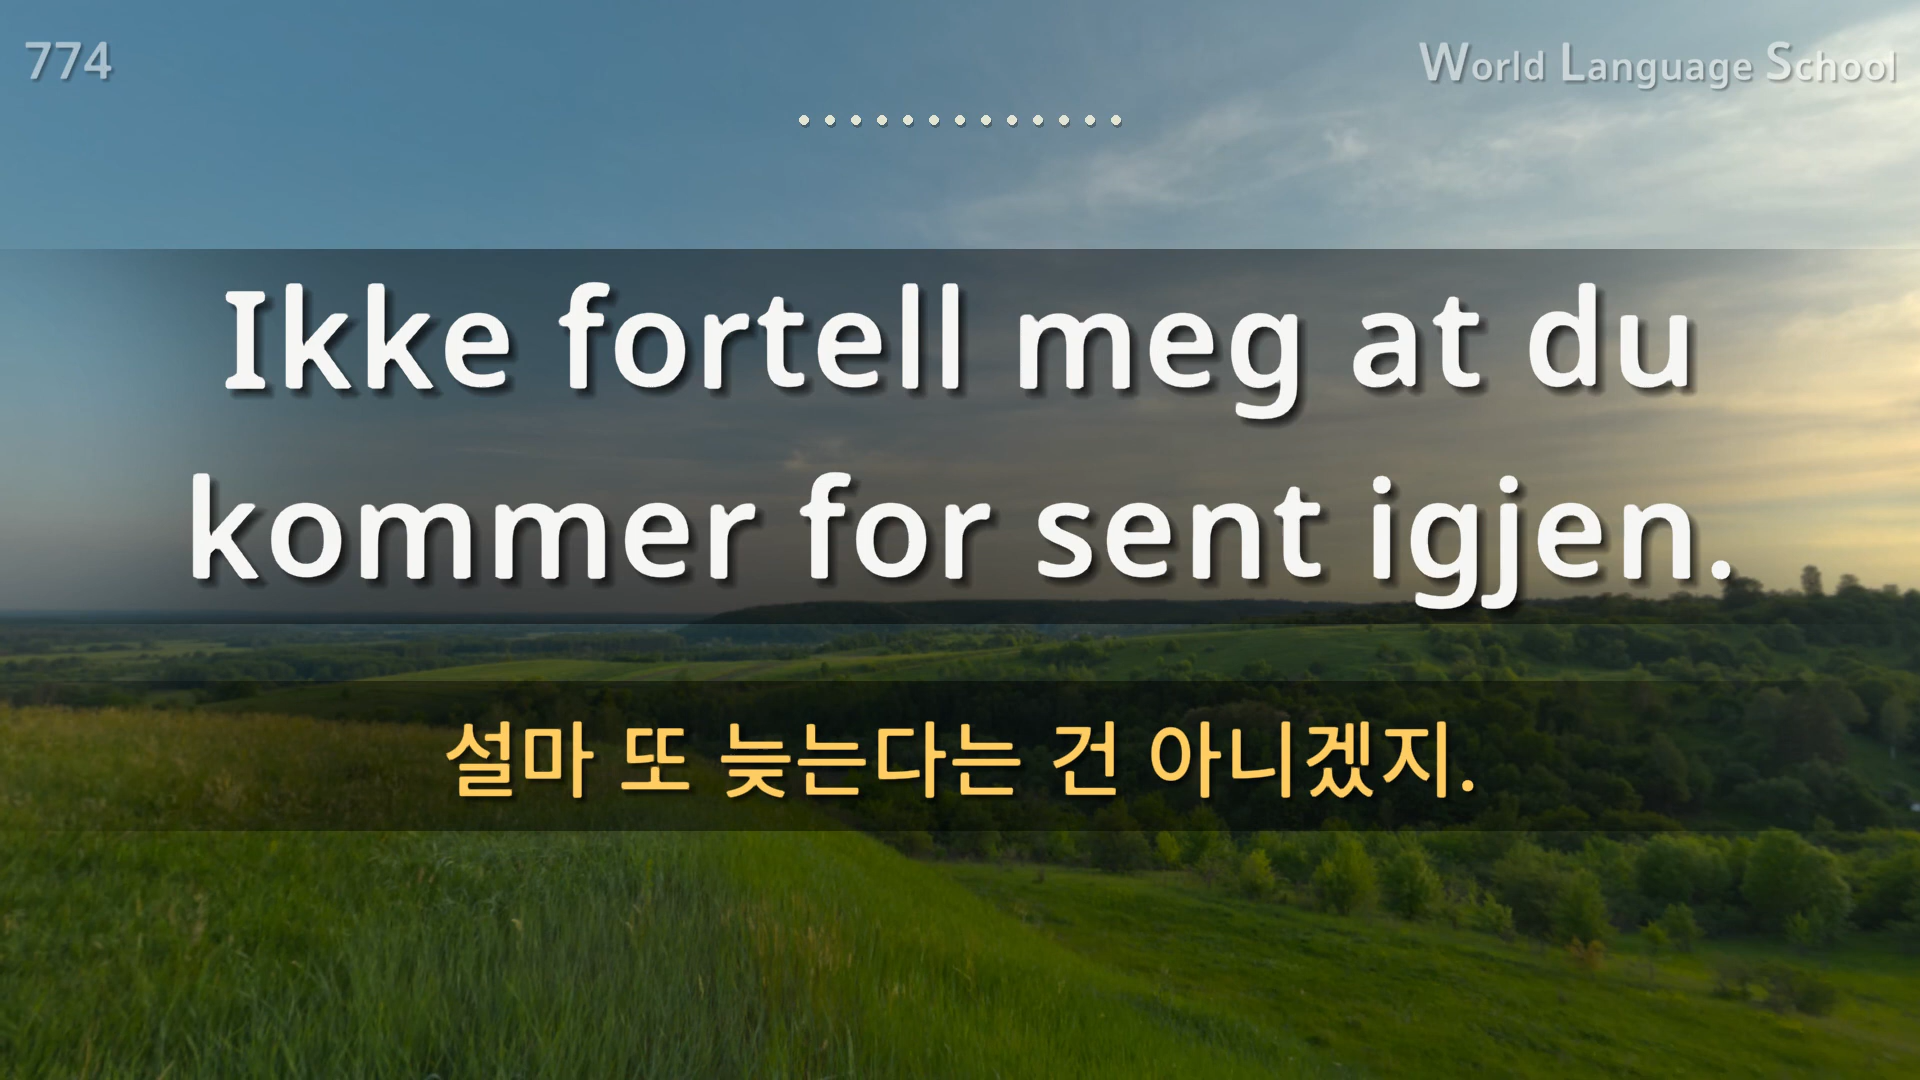 774
World Language School
Ikke fortell meg at du
kommer for sent igjen.
설마 또 늦는다는 건 아니겠지.